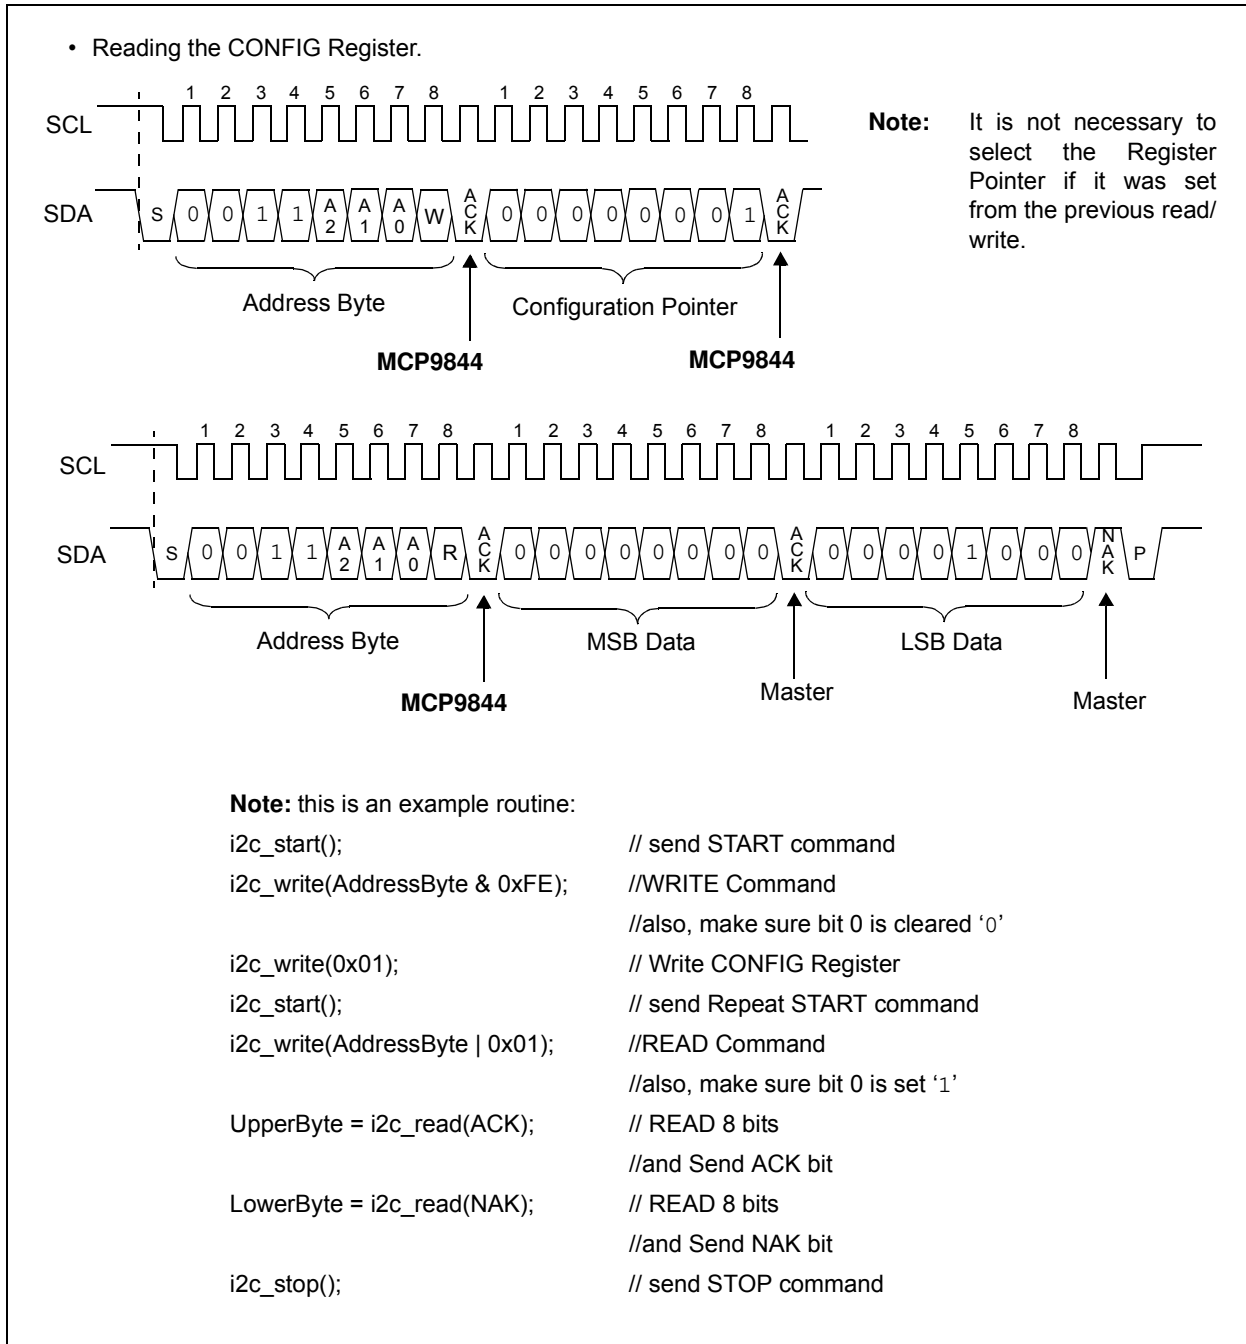 • Reading the CONFIG Register.
1 2 3 4 5 6 7 8 1 2 3 4 5 6 7 8
SCL
SDA
S 0 0 1 1 A2 A1 A0 W ACK 0 0 0 0 0 0 0 1 ACK
Address Byte
Configuration Pointer
MCP9844
MCP9844
Note: It is not necessary to
select the Register
Pointer if it was set
from the previous read/
write.
1 2 3 4 5 6 7 8 1 2 3 4 5 6 7 8 1 2 3 4 5 6 7 8
SCL
SDA
S 0 0 1 1 A2 A1 A0 R ACK 0 0 0 0 0 0 0 0 ACK 0 0 0 0 1 0 0 0 NAK P
Address Byte
MSB Data
LSB Data
MCP9844
Master
Master
Note: this is an example routine:
i2c_start(); // send START command
i2c_write(AddressByte & 0xFE); //WRITE Command
//also, make sure bit 0 is cleared ‘0’
i2c_write(0x01); // Write CONFIG Register
i2c_start(); // send Repeat START command
i2c_write(AddressByte | 0x01); //READ Command
//also, make sure bit 0 is set ‘1’
UpperByte = i2c_read(ACK); // READ 8 bits
//and Send ACK bit
LowerByte = i2c_read(NAK); // READ 8 bits
//and Send NAK bit
i2c_stop(); // send STOP command